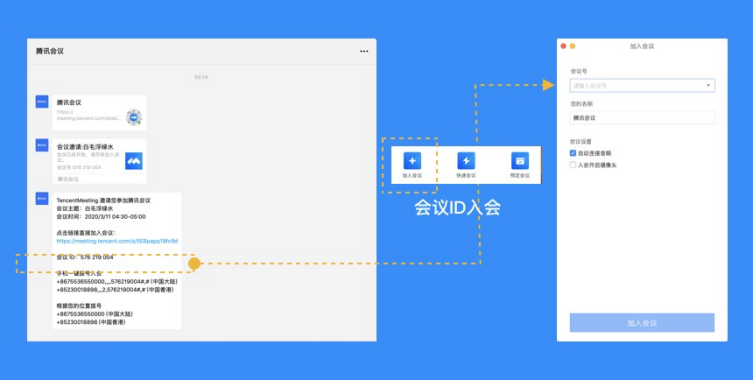 腾讯会议
•••
09:14
腾讯会议
https://
meeting.tencent.com/
会议邀请:白毛浮绿水
会议号 576 219 004
腾讯会议
TencentMeeting 邀请您参加腾讯会议
会议主题：白毛浮绿水
会议时间：2020/3/11 04:30-05:00
点击链接直接加入会议：
会议 ID：576 219 004
手机一键拨号入会
+8675536550000,,,576219004#,# (中国大陆)
+85230018898,,,2,576219004#,# (中国香港)
根据您的位置拨号
+8675536550000 (中国大陆)
+85230018898 (中国香港)
加入会议
快速会议
预定会议
会议ID入会
加入会议
会议号
请输入会议号
您的名称
腾讯会议
会议设置
自动连接音频
入会开启摄像头
加入会议